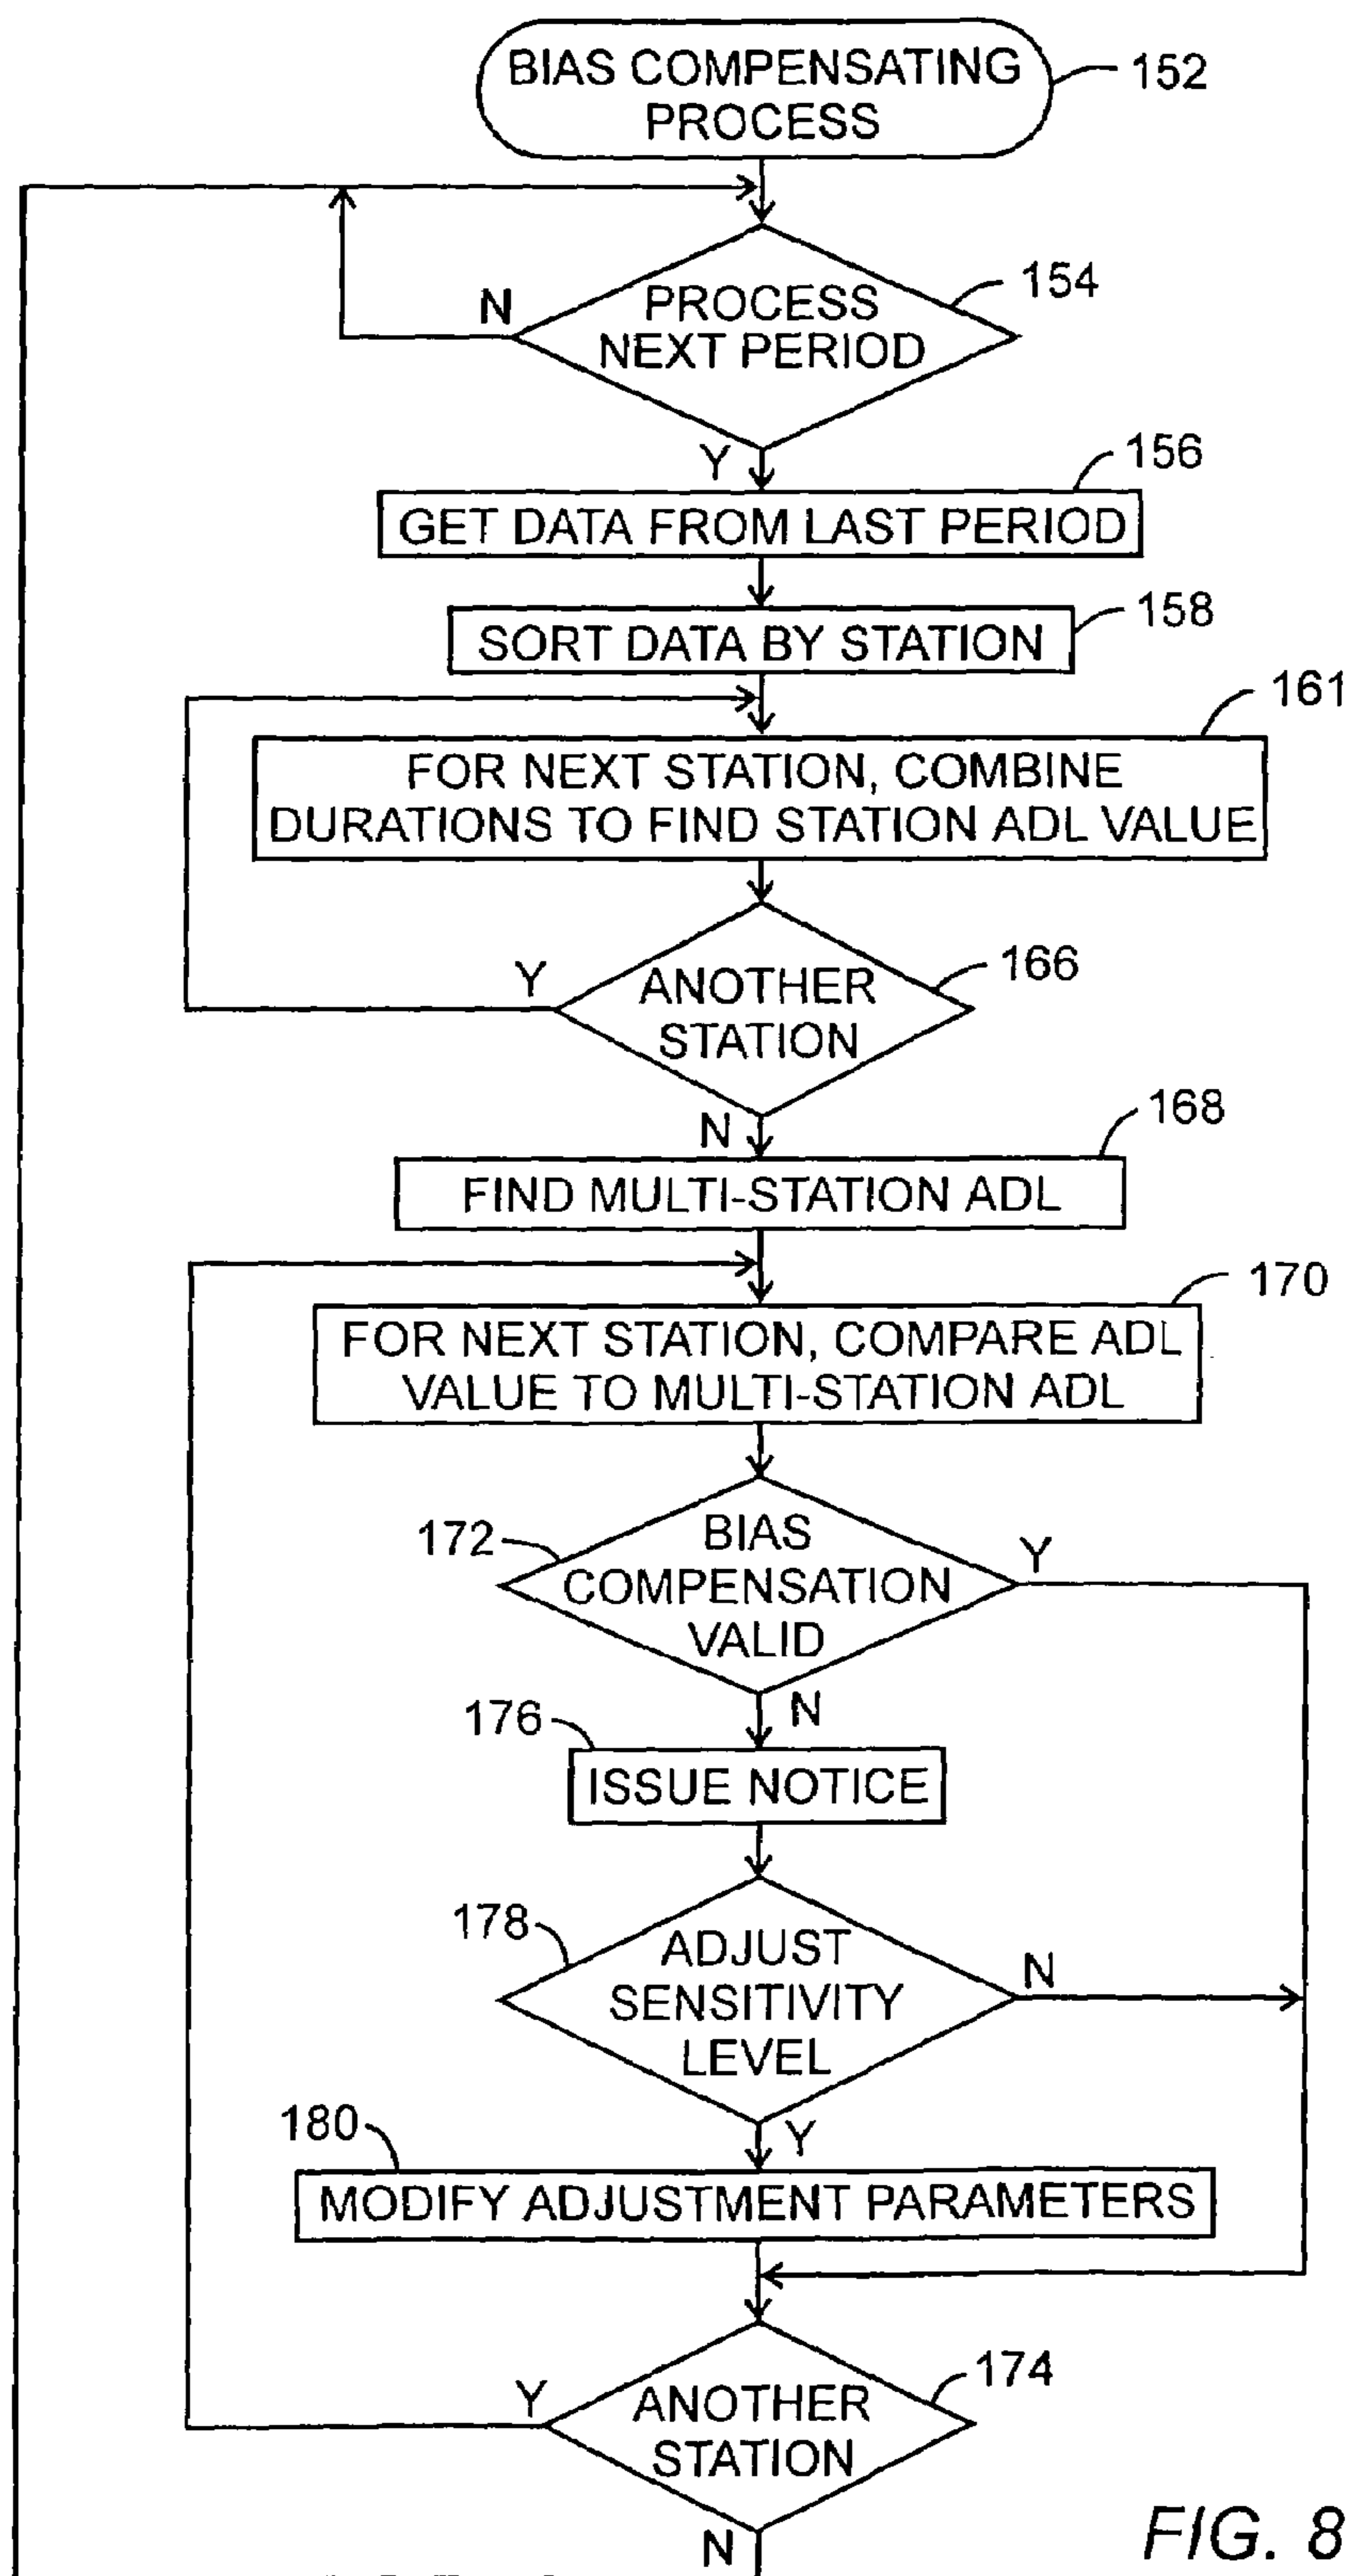 BIAS COMPENSATING
PROCESS
152
N
PROCESS
NEXT PERIOD
154
Y
156
GET DATA FROM LAST PERIOD
158
SORT DATA BY STATION
161
FOR NEXT STATION, COMBINE
DURATIONS TO FIND STATION ADL VALUE
Y
ANOTHER
STATION
166
N
168
FIND MULTI-STATION ADL
170
FOR NEXT STATION, COMPARE ADL
VALUE TO MULTI-STATION ADL
172
BIAS
COMPENSATION
VALID
Y
N
176
ISSUE NOTICE
178
ADJUST
SENSITIVITY
LEVEL
N
Y
180
MODIFY ADJUSTMENT PARAMETERS
Y
ANOTHER
STATION
174
N
FIG. 8